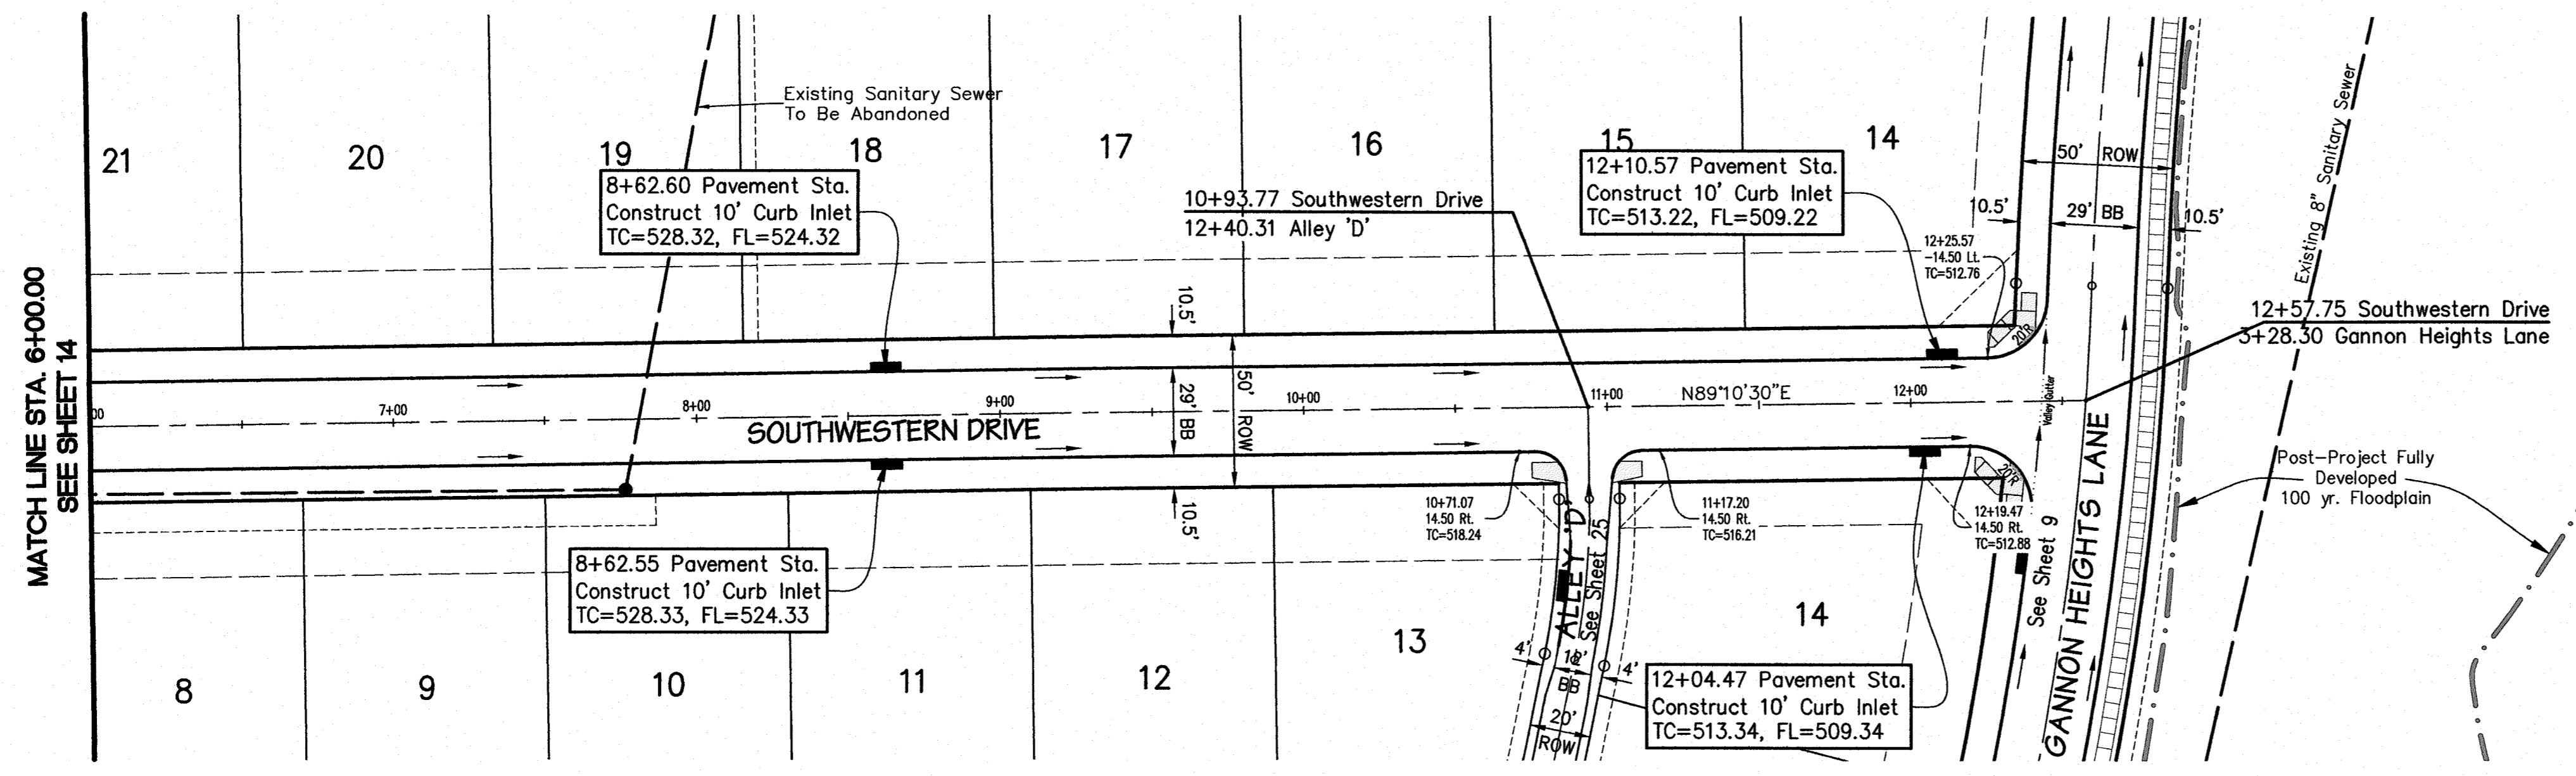 MATCH LINE STA. 6+00.00
SEE SHEET 14
21
20
19
18
17
16
15
14
Existing Sanitary Sewer
To Be Abandoned
8+62.60 Pavement Sta.
Construct 10' Curb Inlet
TC=528.32, FL=524.32
10+93.77 Southwestern Drive
12+40.31 Alley 'D'
12+10.57 Pavement Sta.
Construct 10' Curb Inlet
TC=513.22, FL=509.22
12+25.57
-14.50 Lt.
TC=512.76
50' ROW
10.5'
29' BB
10.5'
Existing 8" Sanitary Sewer
12+57.75 Southwestern Drive
3+28.30 Gannon Heights Lane
20'R
10.5'
29' BB
50' ROW
10.5'
00
7+00
8+00
9+00
10+00
11+00
12+00
N89°10'30"E
SOUTHWESTERN DRIVE
Valley Gutter
10+71.07
14.50 Rt.
TC=518.24
11+17.20
14.50 Rt.
TC=516.21
12+19.47
14.50 Rt.
TC=512.88
20'R
Post-Project Fully
Developed
100 yr. Floodplain
8+62.55 Pavement Sta.
Construct 10' Curb Inlet
TC=528.33, FL=524.33
ALLEY 'D'
See Sheet 25
See Sheet 9
GANNON HEIGHTS LANE
8
9
10
11
12
13
14
4'
BB
4'
20'
ROW
12+04.47 Pavement Sta.
Construct 10' Curb Inlet
TC=513.34, FL=509.34